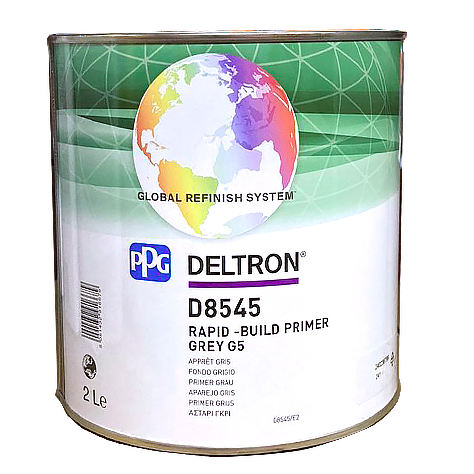 GLOBAL REFINISH SYSTEM™
PPG
DELTRON®
D8545
RAPID -BUILD PRIMER
GREY G5
APPRÊT GRIS
FONDO GRIGIO
PRIMER GRAU
APAREJO GRIS
PRIMER GRIJS
ΑΣΤΑΡΙ ΓΚΡΙ
2 Le
D8545/E2